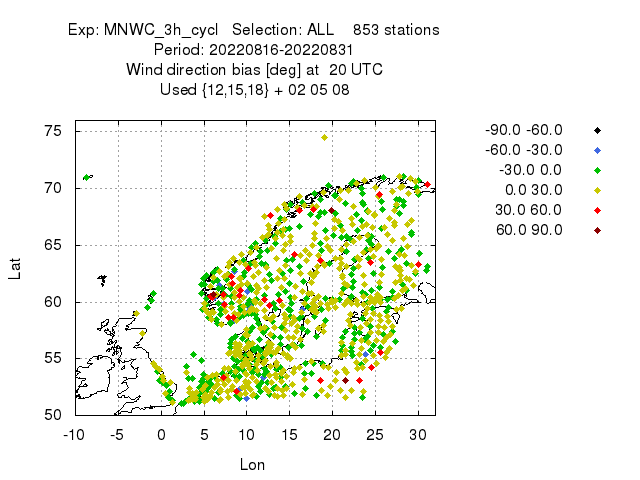 Exp: MNWC_3h_cycl Selection: ALL 853 stations
Period: 20220816-20220831
Wind direction bias [deg] at 20 UTC
Used {12,15,18} + 02 05 08
75
70
65
60
55
50
-10 -5 0 5 10 15 20 25 30
Lat
Lon
-90.0 -60.0
-60.0 -30.0
-30.0 0.0
0.0 30.0
30.0 60.0
60.0 90.0